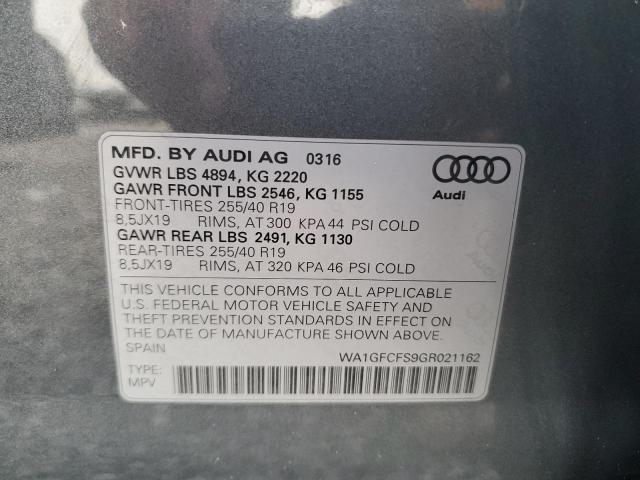 MFD. BY AUDI AG 0316
GVWR LBS 4894, KG 2220
GAWR FRONT LBS 2546, KG 1155
FRONT-TIRES 255/40 R19
8,5JX19 RIMS, AT 300 KPA 44 PSI COLD
GAWR REAR LBS 2491, KG 1130
REAR-TIRES 255/40 R19
8,5JX19 RIMS, AT 320 KPA 46 PSI COLD
Audi
THIS VEHICLE CONFORMS TO ALL APPLICABLE
U.S. FEDERAL MOTOR VEHICLE SAFETY AND
THEFT PREVENTION STANDARDS IN EFFECT ON
THE DATE OF MANUFACTURE SHOWN ABOVE.
SPAIN
WA1GFCFS9GR021162
TYPE:
MPV